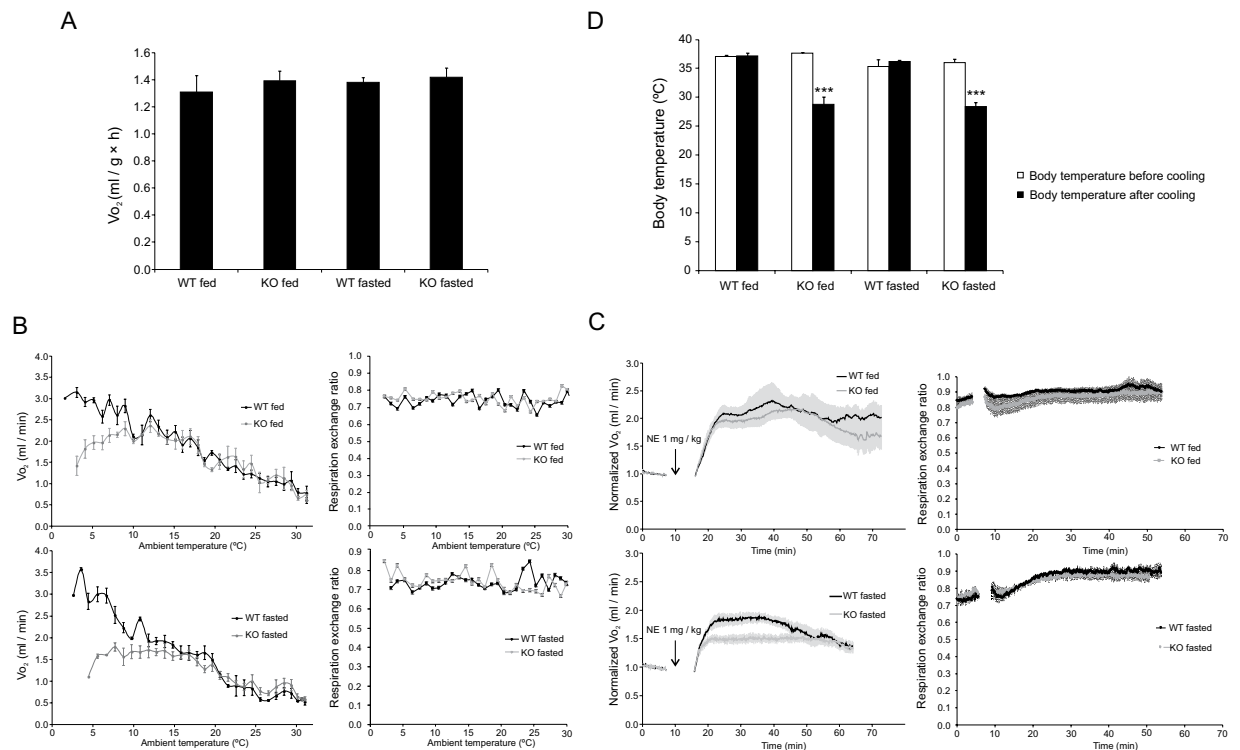 A
Vo2 (ml / g × h)
1.6
1.4
1.2
1.0
0.8
0.6
0.4
0.2
0.0
WT fed KO fed WT fasted KO fasted
D
Body temperature (ºC)
40
35
30
25
20
15
10
5
0
***
***
WT fed KO fed WT fasted KO fasted
Body temperature before cooling
Body temperature after cooling
B
Vo2 (ml / min)
4.0
3.5
3.0
2.5
2.0
1.5
1.0
0.5
0.0
WT fed
KO fed
0 5 10 15 20 25 30
Ambient temperature (ºC)
Respiration exchange ratio
1.0
0.9
0.8
0.7
0.6
0.5
0.4
0.3
0.2
0.1
0.0
WT fed
KO fed
0 5 10 15 20 25 30
Ambient temperature (ºC)
Vo2 (ml / min)
4.0
3.5
3.0
2.5
2.0
1.5
1.0
0.5
0.0
WT fasted
KO fasted
0 5 10 15 20 25 30
Ambient temperature (ºC)
Respiration exchange ratio
0.9
0.8
0.7
0.6
0.5
0.4
0.3
0.2
0.1
0.0
WT fasted
KO fasted
0 5 10 15 20 25 30
Ambient temperature (ºC)
C
Normalized Vo2 (ml / min)
3.0
2.5
2.0
1.5
1.0
0.5
0.0
NE 1 mg / kg
WT fed
KO fed
0 10 20 30 40 50 60 70
Time (min)
Respiration exchange ratio
1.0
0.9
0.8
0.7
0.6
0.5
0.4
0.3
0.2
0.1
0.0
WT fed
KO fed
0 10 20 30 40 50 60 70
Time (min)
Normalized Vo2 (ml / min)
3.0
2.5
2.0
1.5
1.0
0.5
0.0
NE 1 mg / kg
WT fasted
KO fasted
0 10 20 30 40 50 60 70
Time (min)
Respiration exchange ratio
1.0
0.9
0.8
0.7
0.6
0.5
0.4
0.3
0.2
0.1
0.0
WT fasted
KO fasted
0 10 20 30 40 50 60 70
Time (min)